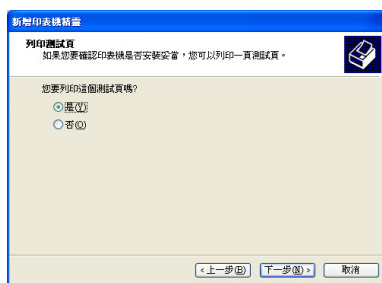 新增印表機精靈
列印測試頁
如果您要確認印表機是否安裝妥當，您可以列印一頁測試頁。
您要列印這個測試頁嗎?
是(Y)
否(O)
<上一步(B) 下一步(N)> 取消